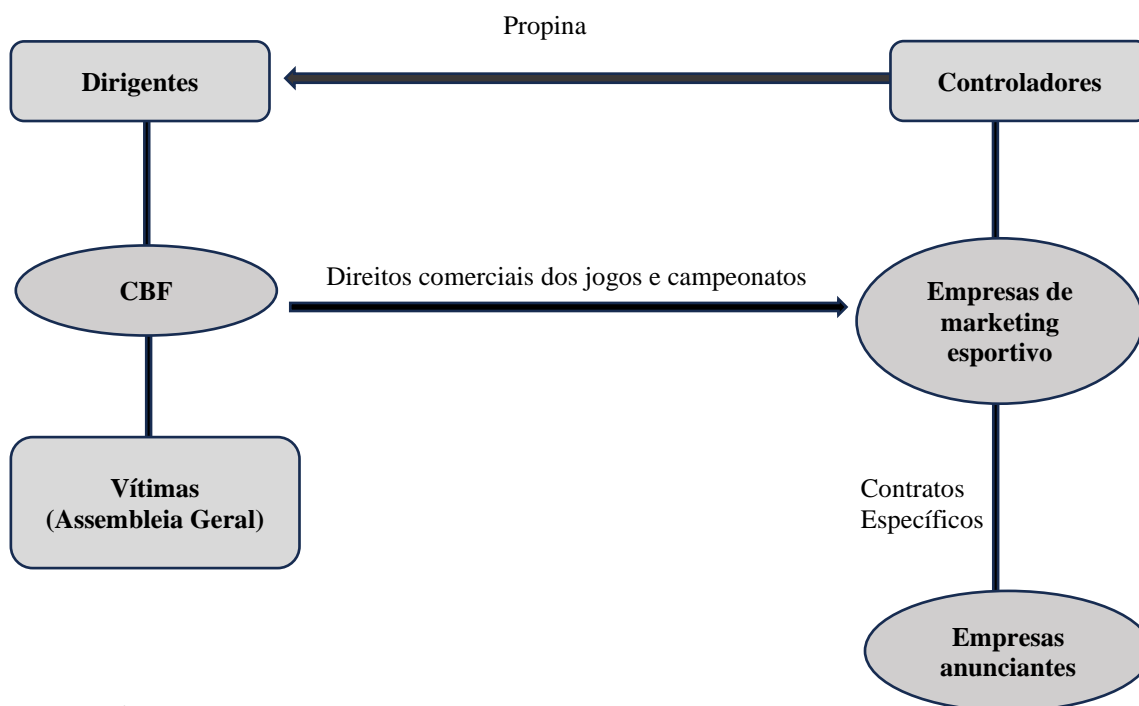 Propina
Dirigentes
Controladores
CBF
Direitos comerciais dos jogos e campeonatos
Empresas de
marketing
esportivo
Vítimas
(Assembleia Geral)
Contratos
Específicos
Empresas
anunciantes